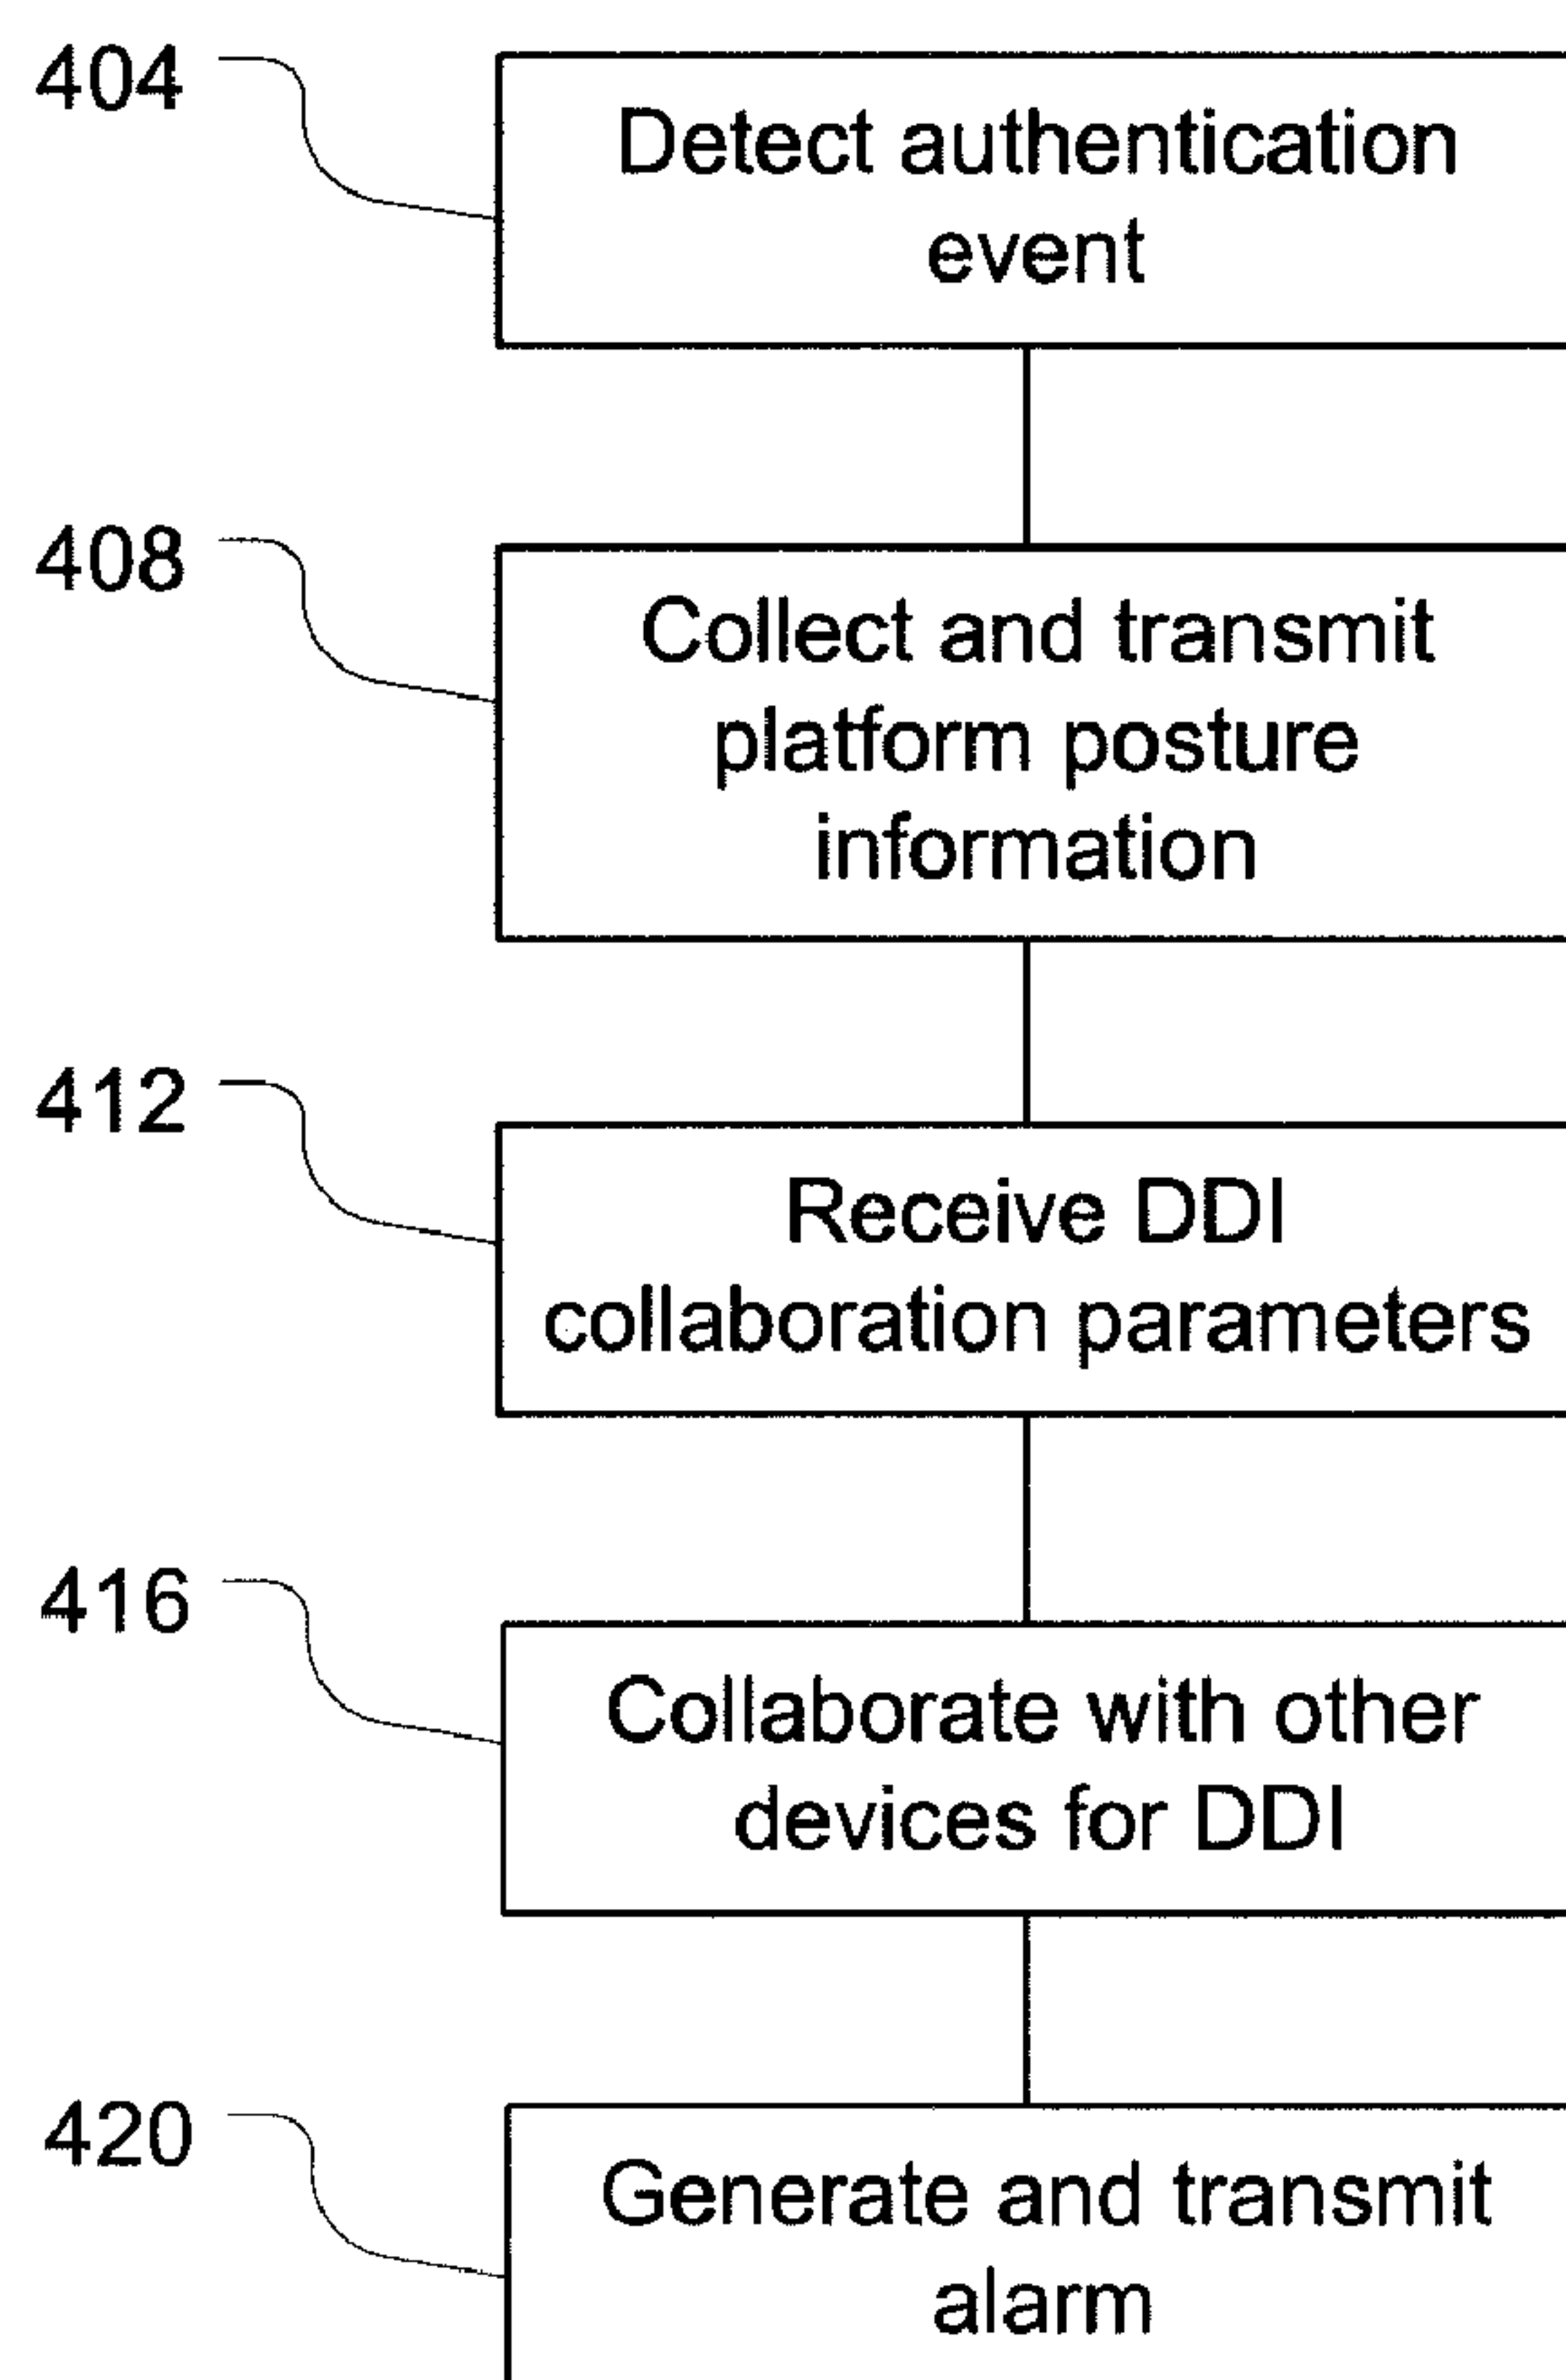 404
Detect authentication
event
408
Collect and transmit
platform posture
information
412
Receive DDI
collaboration parameters
416
Collaborate with other
devices for DDI
420
Generate and transmit
alarm